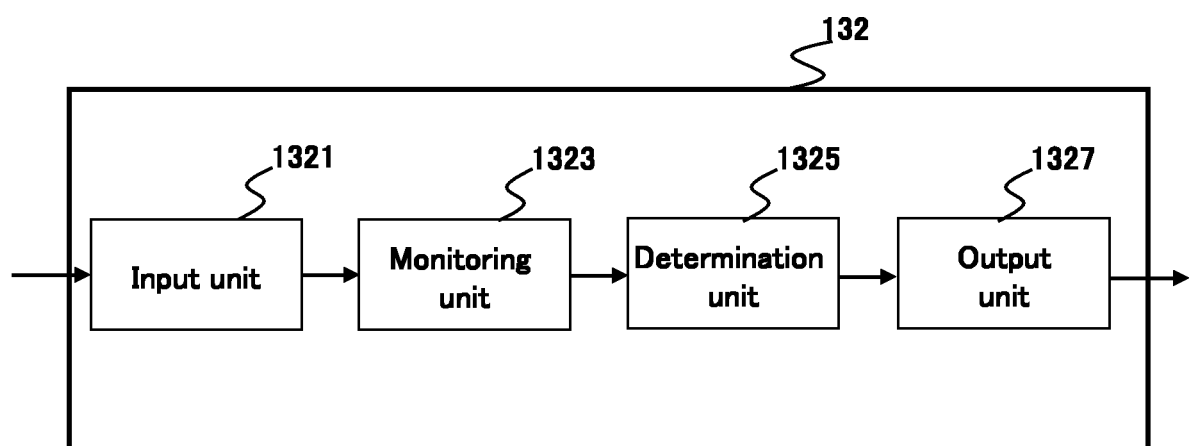 132
1321
1323
1325
1327
Input unit
Monitoring
unit
Determination
unit
Output
unit